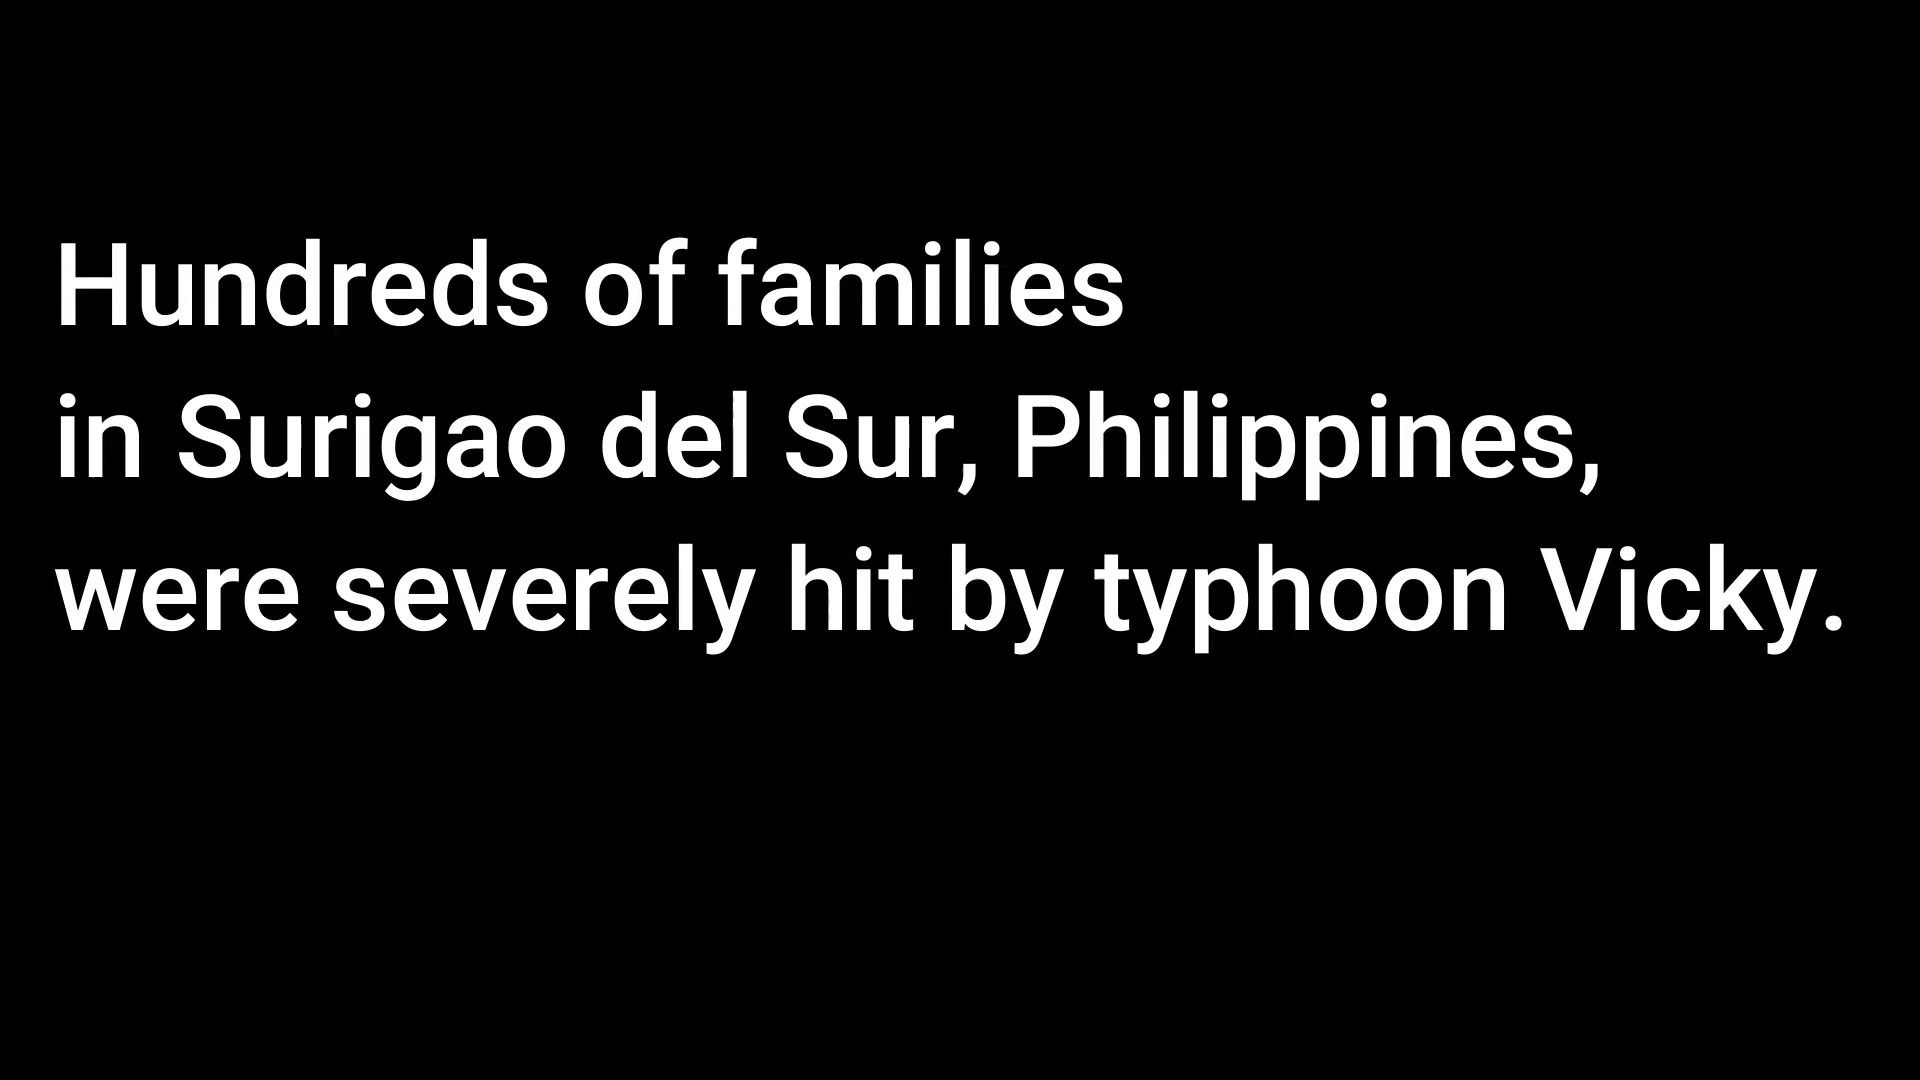 Hundreds of families
in Surigao del Sur, Philippines,
were severely hit by typhoon Vicky.